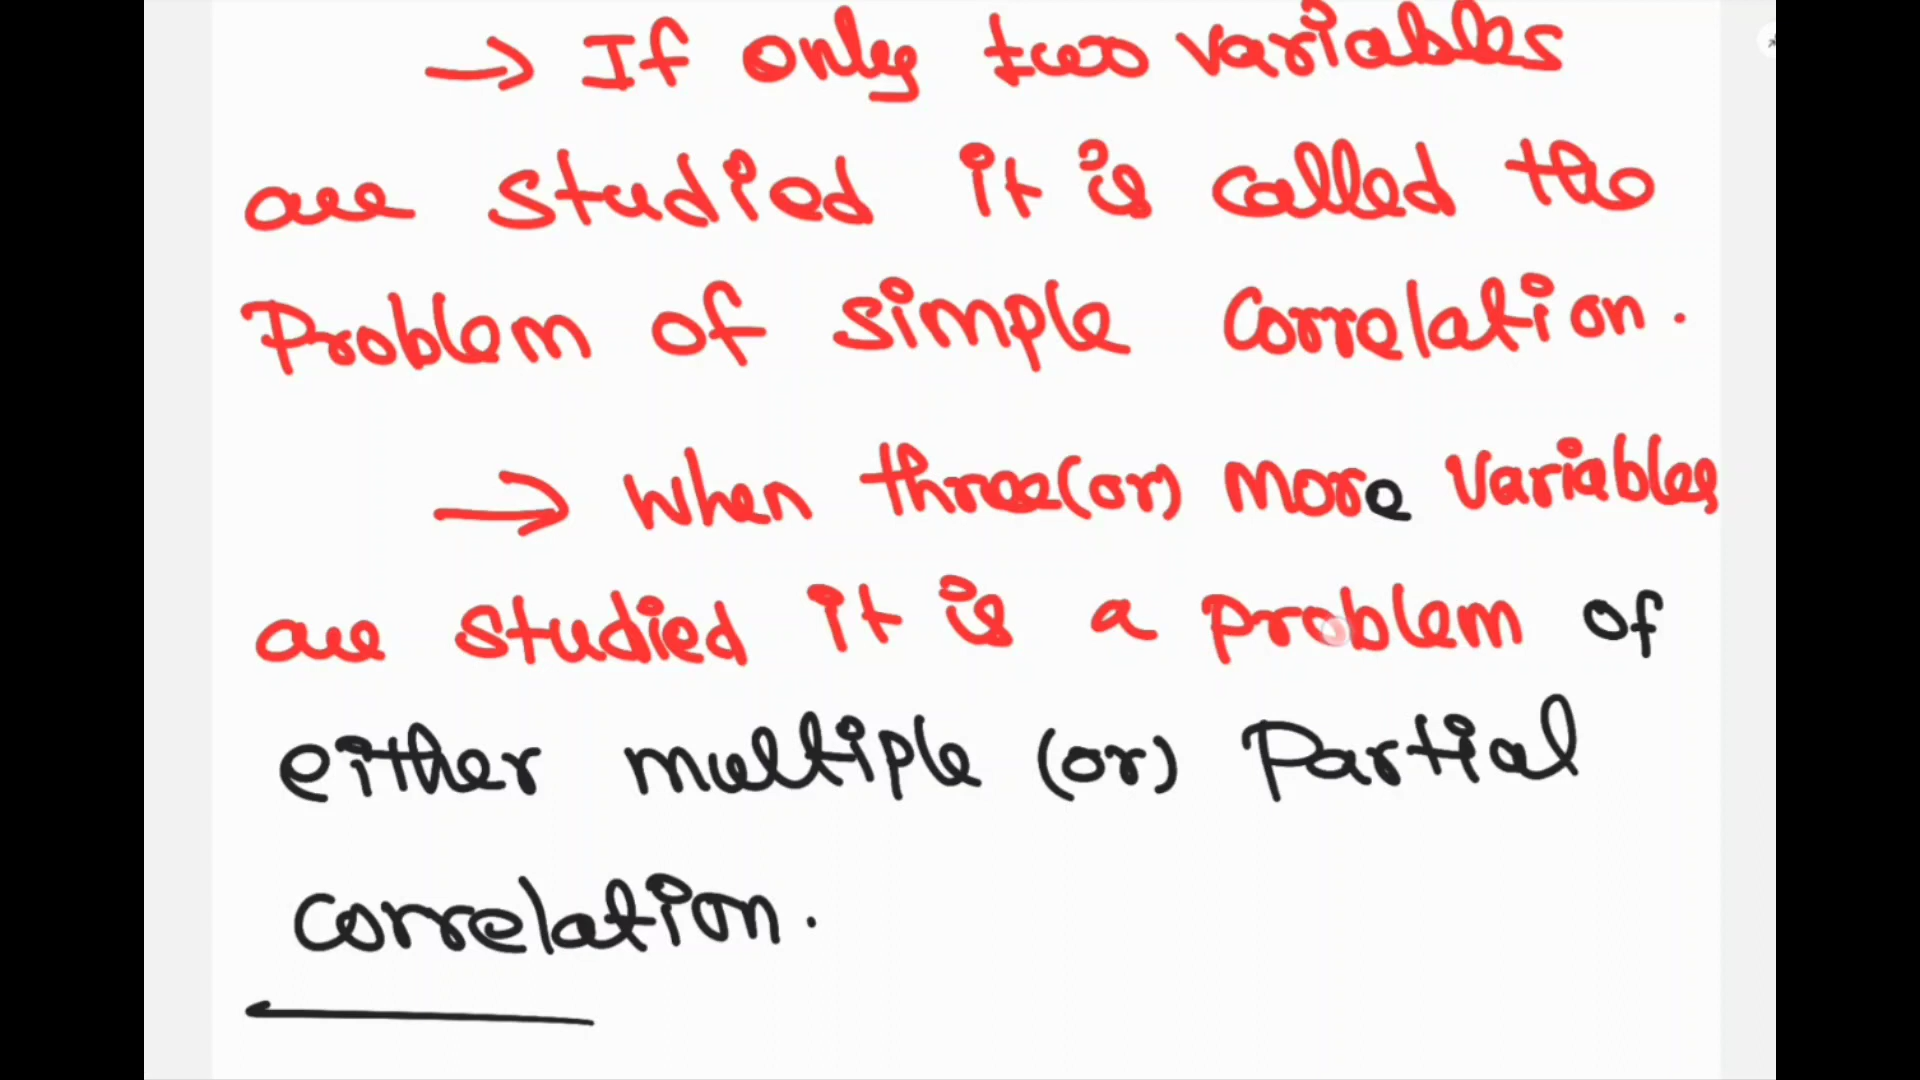 → If only two variables
are studied it is called the
Problem of simple Correlation.
→ When three (or) more variables
are studied it is a problem of
either multiple (or) Partial
correlation.